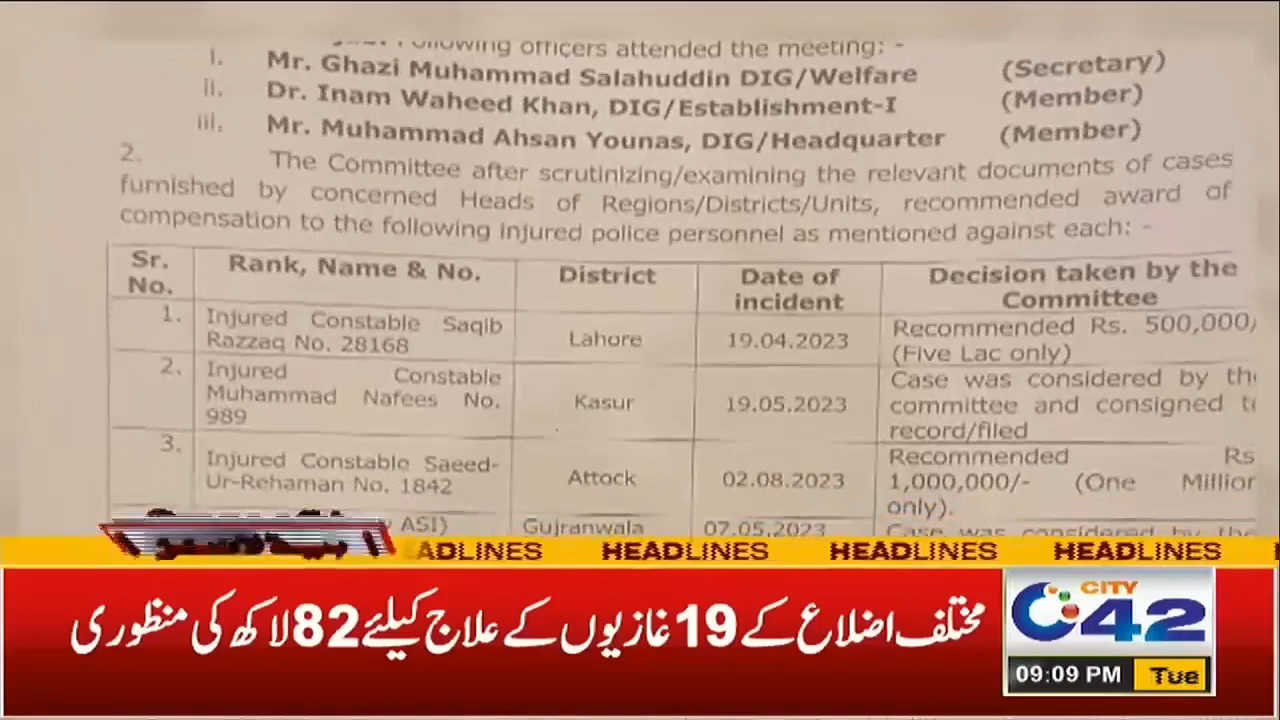 Following officers attended the meeting: -
i. Mr. Ghazi Muhammad Salahuddin DIG/Welfare (Secretary)
ii. Dr. Inam Waheed Khan, DIG/Establishment-I (Member)
iii. Mr. Muhammad Ahsan Younas, DIG/Headquarter (Member)
2. The Committee after scrutinizing/examining the relevant documents of cases
furnished by concerned Heads of Regions/Districts/Units, recommended award of
compensation to the following injured police personnel as mentioned against each: -
Sr. No. Rank, Name & No. District Date of incident Decision taken by the Committee
1. Injured Constable Saqib Razzaq No. 28168 Lahore 19.04.2023 Recommended Rs. 500,000/ (Five Lac only)
2. Injured Constable Muhammad Nafees No. 989 Kasur 19.05.2023 Case was considered by the committee and consigned to record/filed
3. Injured Constable Saeed-Ur-Rehaman No. 1842 Attock 02.08.2023 Recommended Rs 1,000,000/- (One Million only).
ASI) Gujranwala 07.05.2023 Case was considered by the
ADLINES HEADLINES HEADLINES HEADLINES
مختلف اضلاع کے 19 غازیوں کے علاج کیلئے 82 لاکھ کی منظوری
CITY
42
09:09 PM Tue